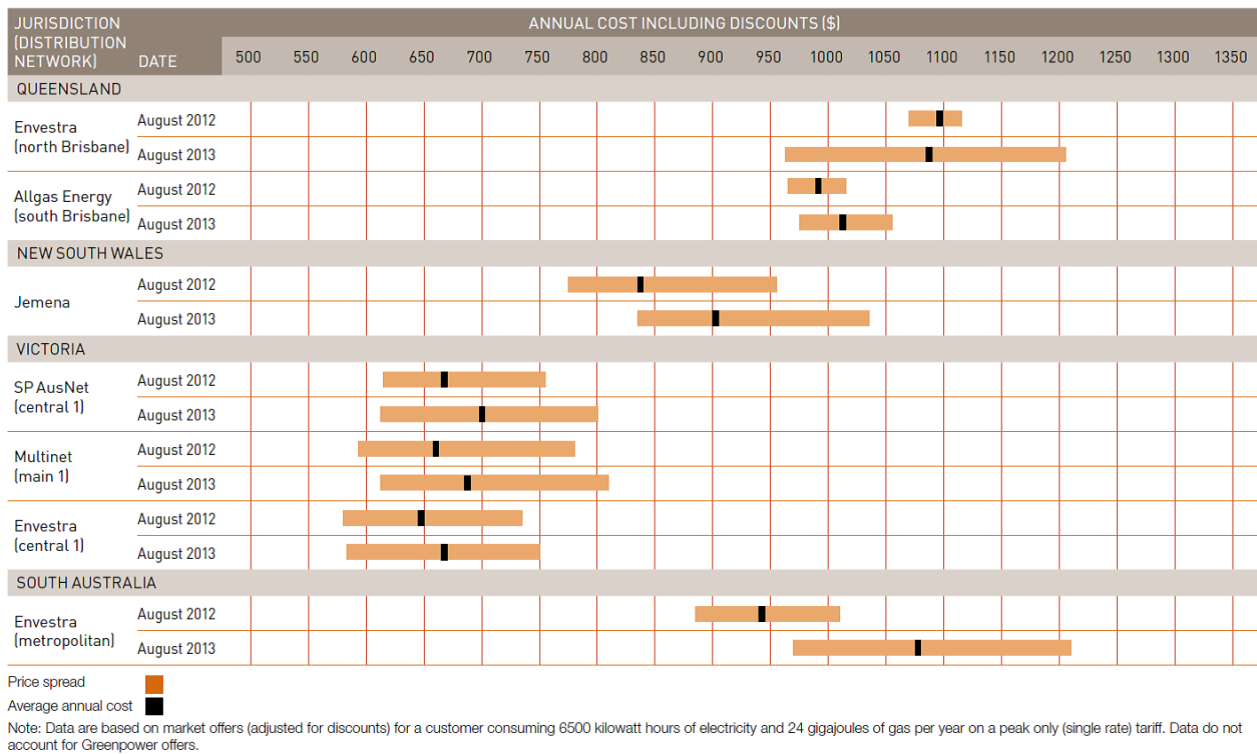 JURISDICTION
(DISTRIBUTION
NETWORK)
DATE
ANNUAL COST INCLUDING DISCOUNTS ($)
500 550 600 650 700 750 800 850 900 950 1000 1050 1100 1150 1200 1250 1300 1350
QUEENSLAND
Envestra
(north Brisbane)
August 2012
August 2013
Allgas Energy
(south Brisbane)
August 2012
August 2013
NEW SOUTH WALES
Jemena
August 2012
August 2013
VICTORIA
SP AusNet
(central 1)
August 2012
August 2013
Multinet
(main 1)
August 2012
August 2013
Envestra
(central 1)
August 2012
August 2013
SOUTH AUSTRALIA
Envestra
(metropolitan)
August 2012
August 2013
Price spread
Average annual cost
Note: Data are based on market offers (adjusted for discounts) for a customer consuming 6500 kilowatt hours of electricity and 24 gigajoules of gas per year on a peak only (single rate) tariff. Data do not
account for Greenpower offers.